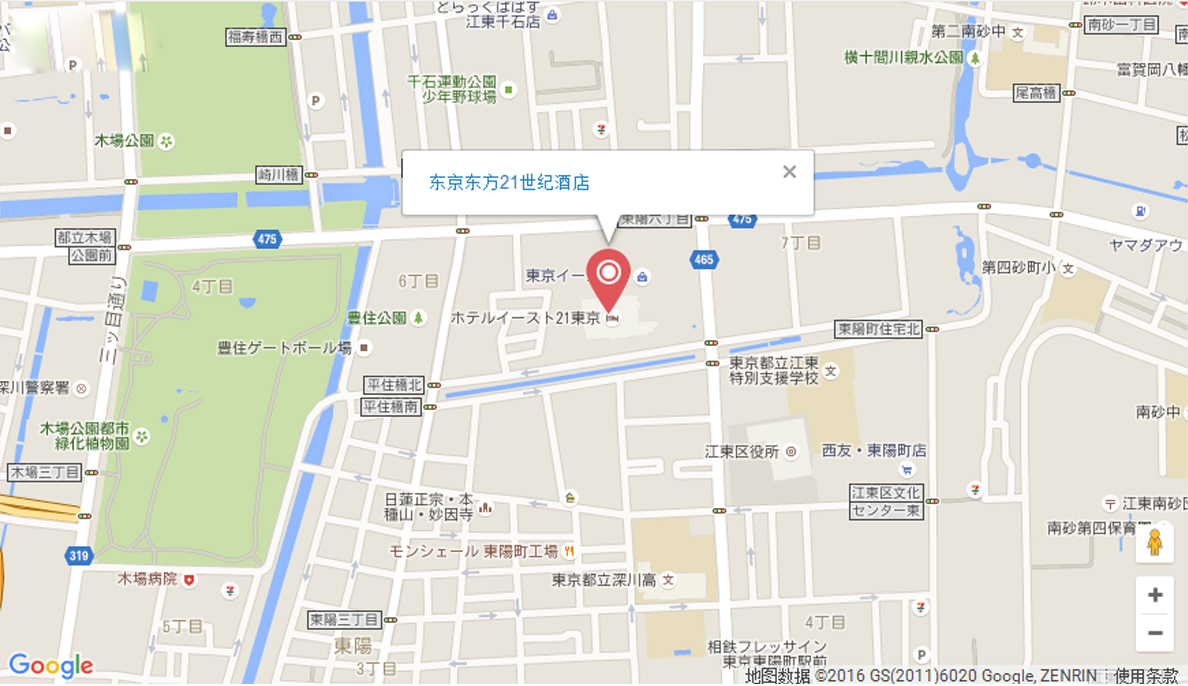 とらっくぱぱす
江東千石店
福寿橋西
第二南砂中
南砂一丁目
P
横十間川親水公園
富賀岡八幡
千石運動公園
少年野球場
P
尾高橋
木場公園
崎川橋
东京东方21世纪酒店
東陽六丁目
475
475
都立木場
公園前
465
7丁目
ヤマダアウ
東京イー
第四砂町小
6丁目
4丁目
三ツ目通り
豊住公園
ホテルイースト21東京
東陽町住宅北
豊住ゲートボール場
東京都立江東
特別支援学校
平住橋北
平住橋南
深川警察署
南砂中
木場公園都市
緑化植物園
江東区役所
西友・東陽町店
木場三丁目
江東区文化
センター東
日蓮正宗・本
種山・妙因寺
江東南砂団
南砂第四保育園
319
モンシェール 東陽町工場
木場病院
東京都立深川高
東陽三丁目
5丁目
4丁目
東陽
相鉄フレッサイン
東京東陽町駅前
P
3丁目
Google
地图数据 ©2016 GS(2011)6020 Google, ZENRIN
使用条款